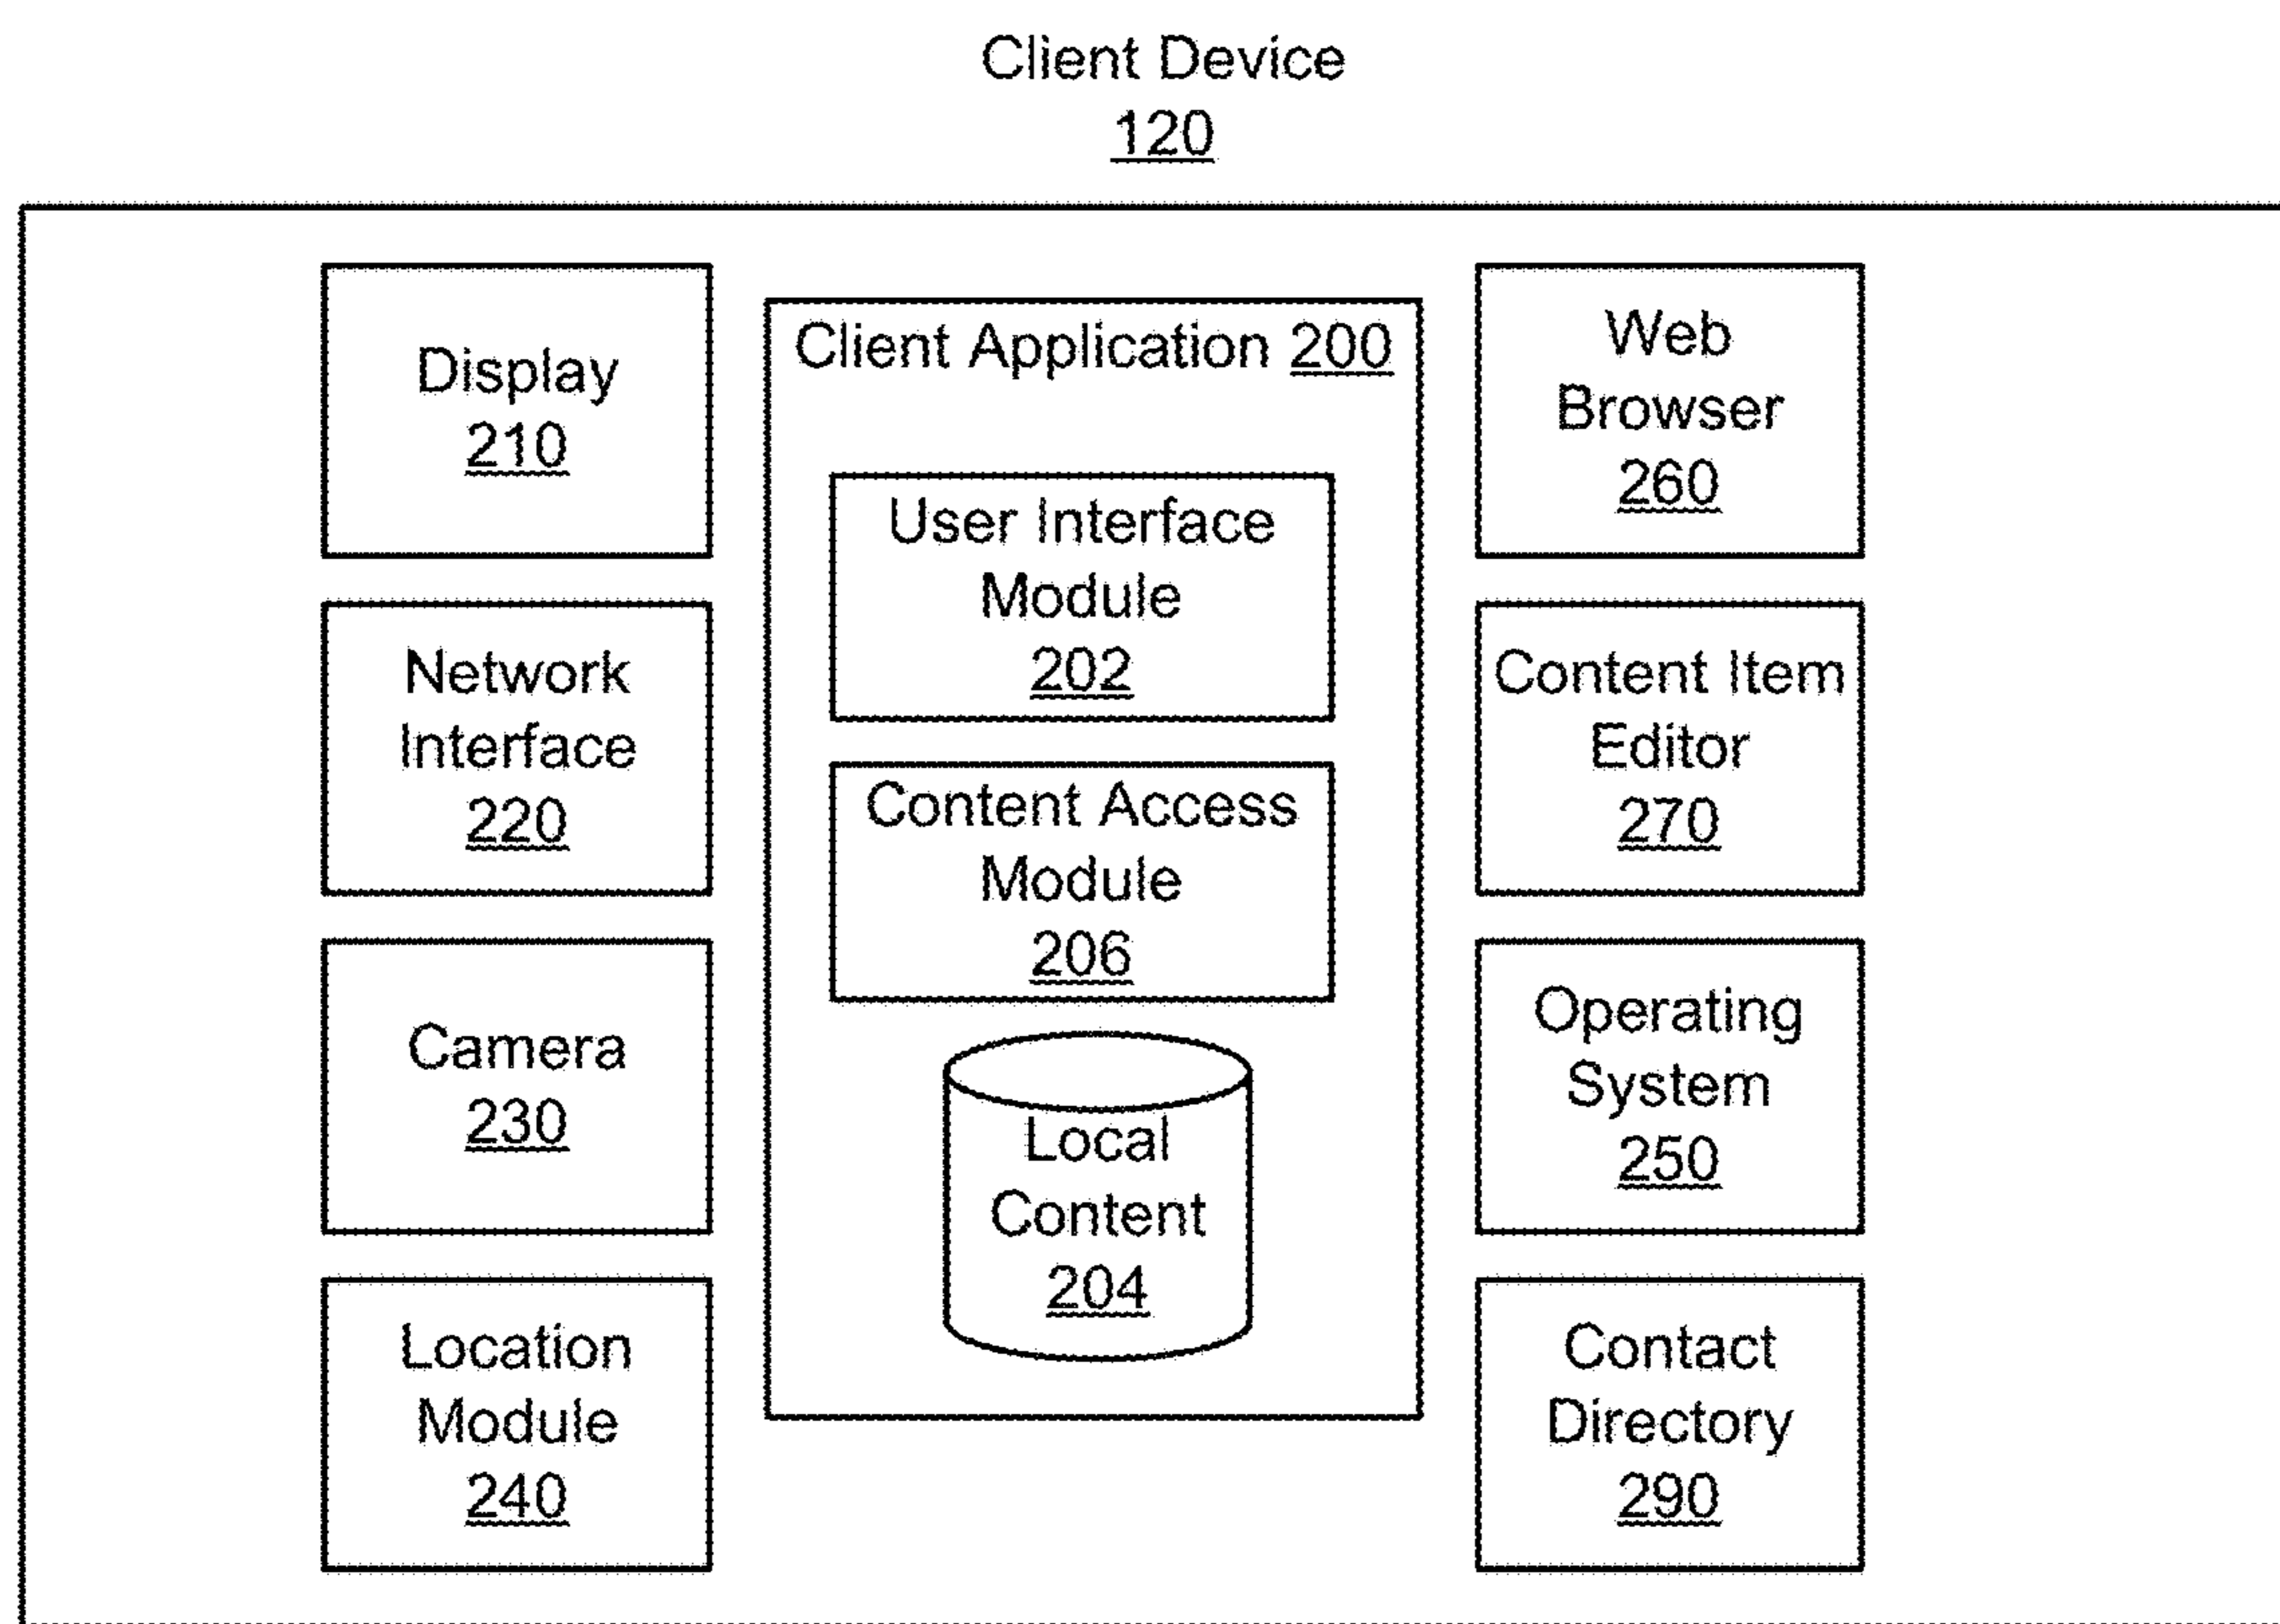 Client Device
120
Display
210
Network
Interface
220
Camera
230
Location
Module
240
Client Application 200
User Interface
Module
202
Content Access
Module
206
Local
Content
204
Web
Browser
260
Content Item
Editor
270
Operating
System
250
Contact
Directory
290